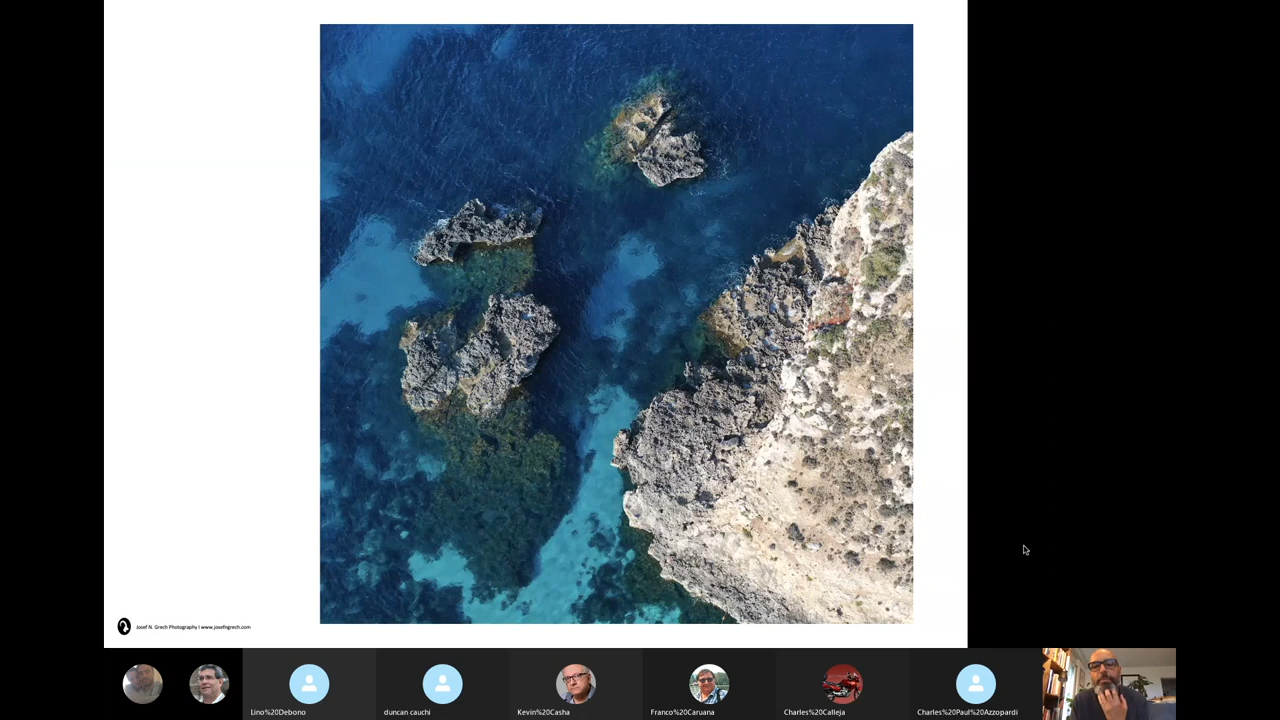 Josef N. Grech Photography I www.josefngrech.com
Lino%20Debono
duncan cauchi
Kevin%20Casha
Franco%20Caruana
Charles%20Calleja
Charles%20Paul%20Azzopardi